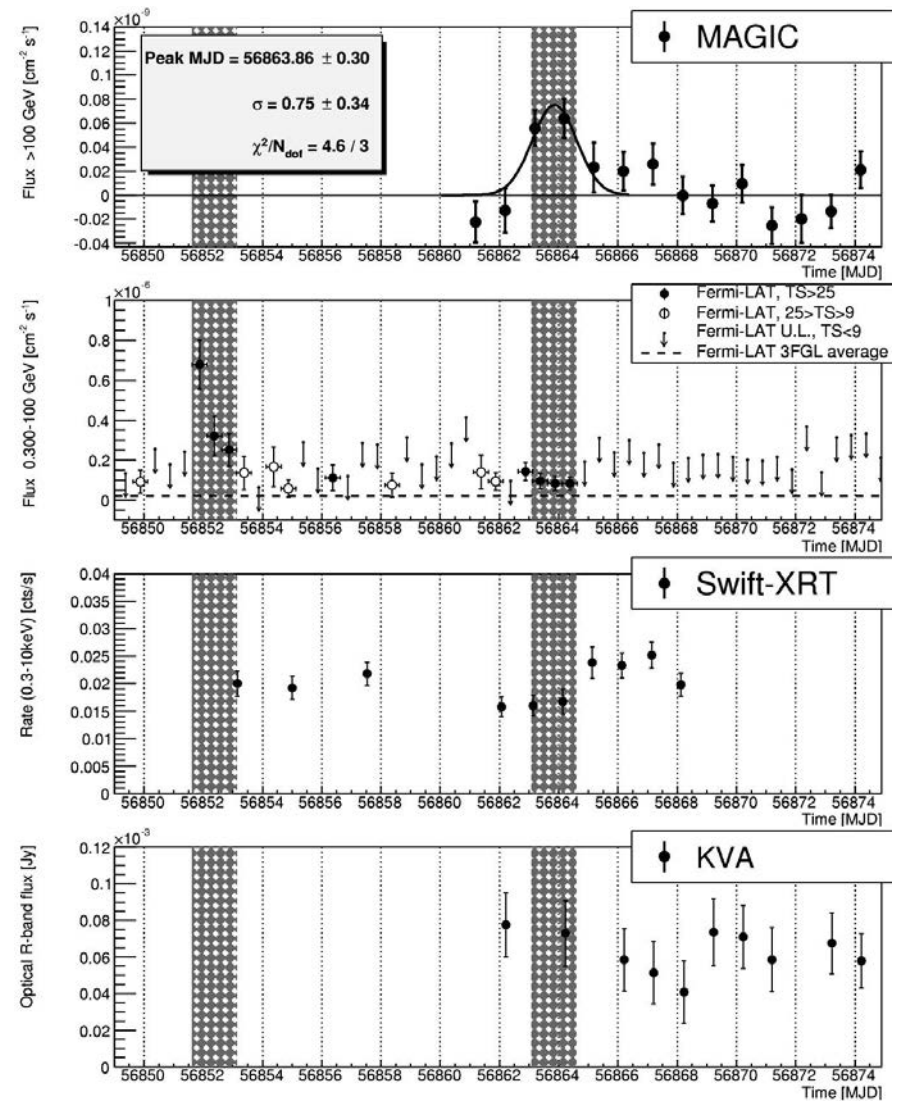 ×10⁻⁹
MAGIC
Flux >100 GeV [cm⁻² s⁻¹]
0.14
0.12
0.1
0.08
0.06
0.04
0.02
0
-0.02
-0.04
Peak MJD = 56863.86 ± 0.30
σ = 0.75 ± 0.34
χ²/N_dof = 4.6 / 3
56850 56852 56854 56856 56858 56860 56862 56864 56866 56868 56870 56872 56874
Time [MJD]
×10⁻⁶
Flux 0.300-100 GeV [cm⁻² s⁻¹]
1
0.8
0.6
0.4
0.2
0
Fermi-LAT, TS>25
Fermi-LAT, 25>TS>9
Fermi-LAT U.L., TS<9
Fermi-LAT 3FGL average
56850 56852 56854 56856 56858 56860 56862 56864 56866 56868 56870 56872 56874
Time [MJD]
Swift-XRT
Rate (0.3-10keV) [cts/s]
0.04
0.035
0.03
0.025
0.02
0.015
0.01
0.005
0
56850 56852 56854 56856 56858 56860 56862 56864 56866 56868 56870 56872 56874
Time [MJD]
×10⁻³
KVA
Optical R-band flux [Jy]
0.12
0.1
0.08
0.06
0.04
0.02
0
56850 56852 56854 56856 56858 56860 56862 56864 56866 56868 56870 56872 56874
Time [MJD]